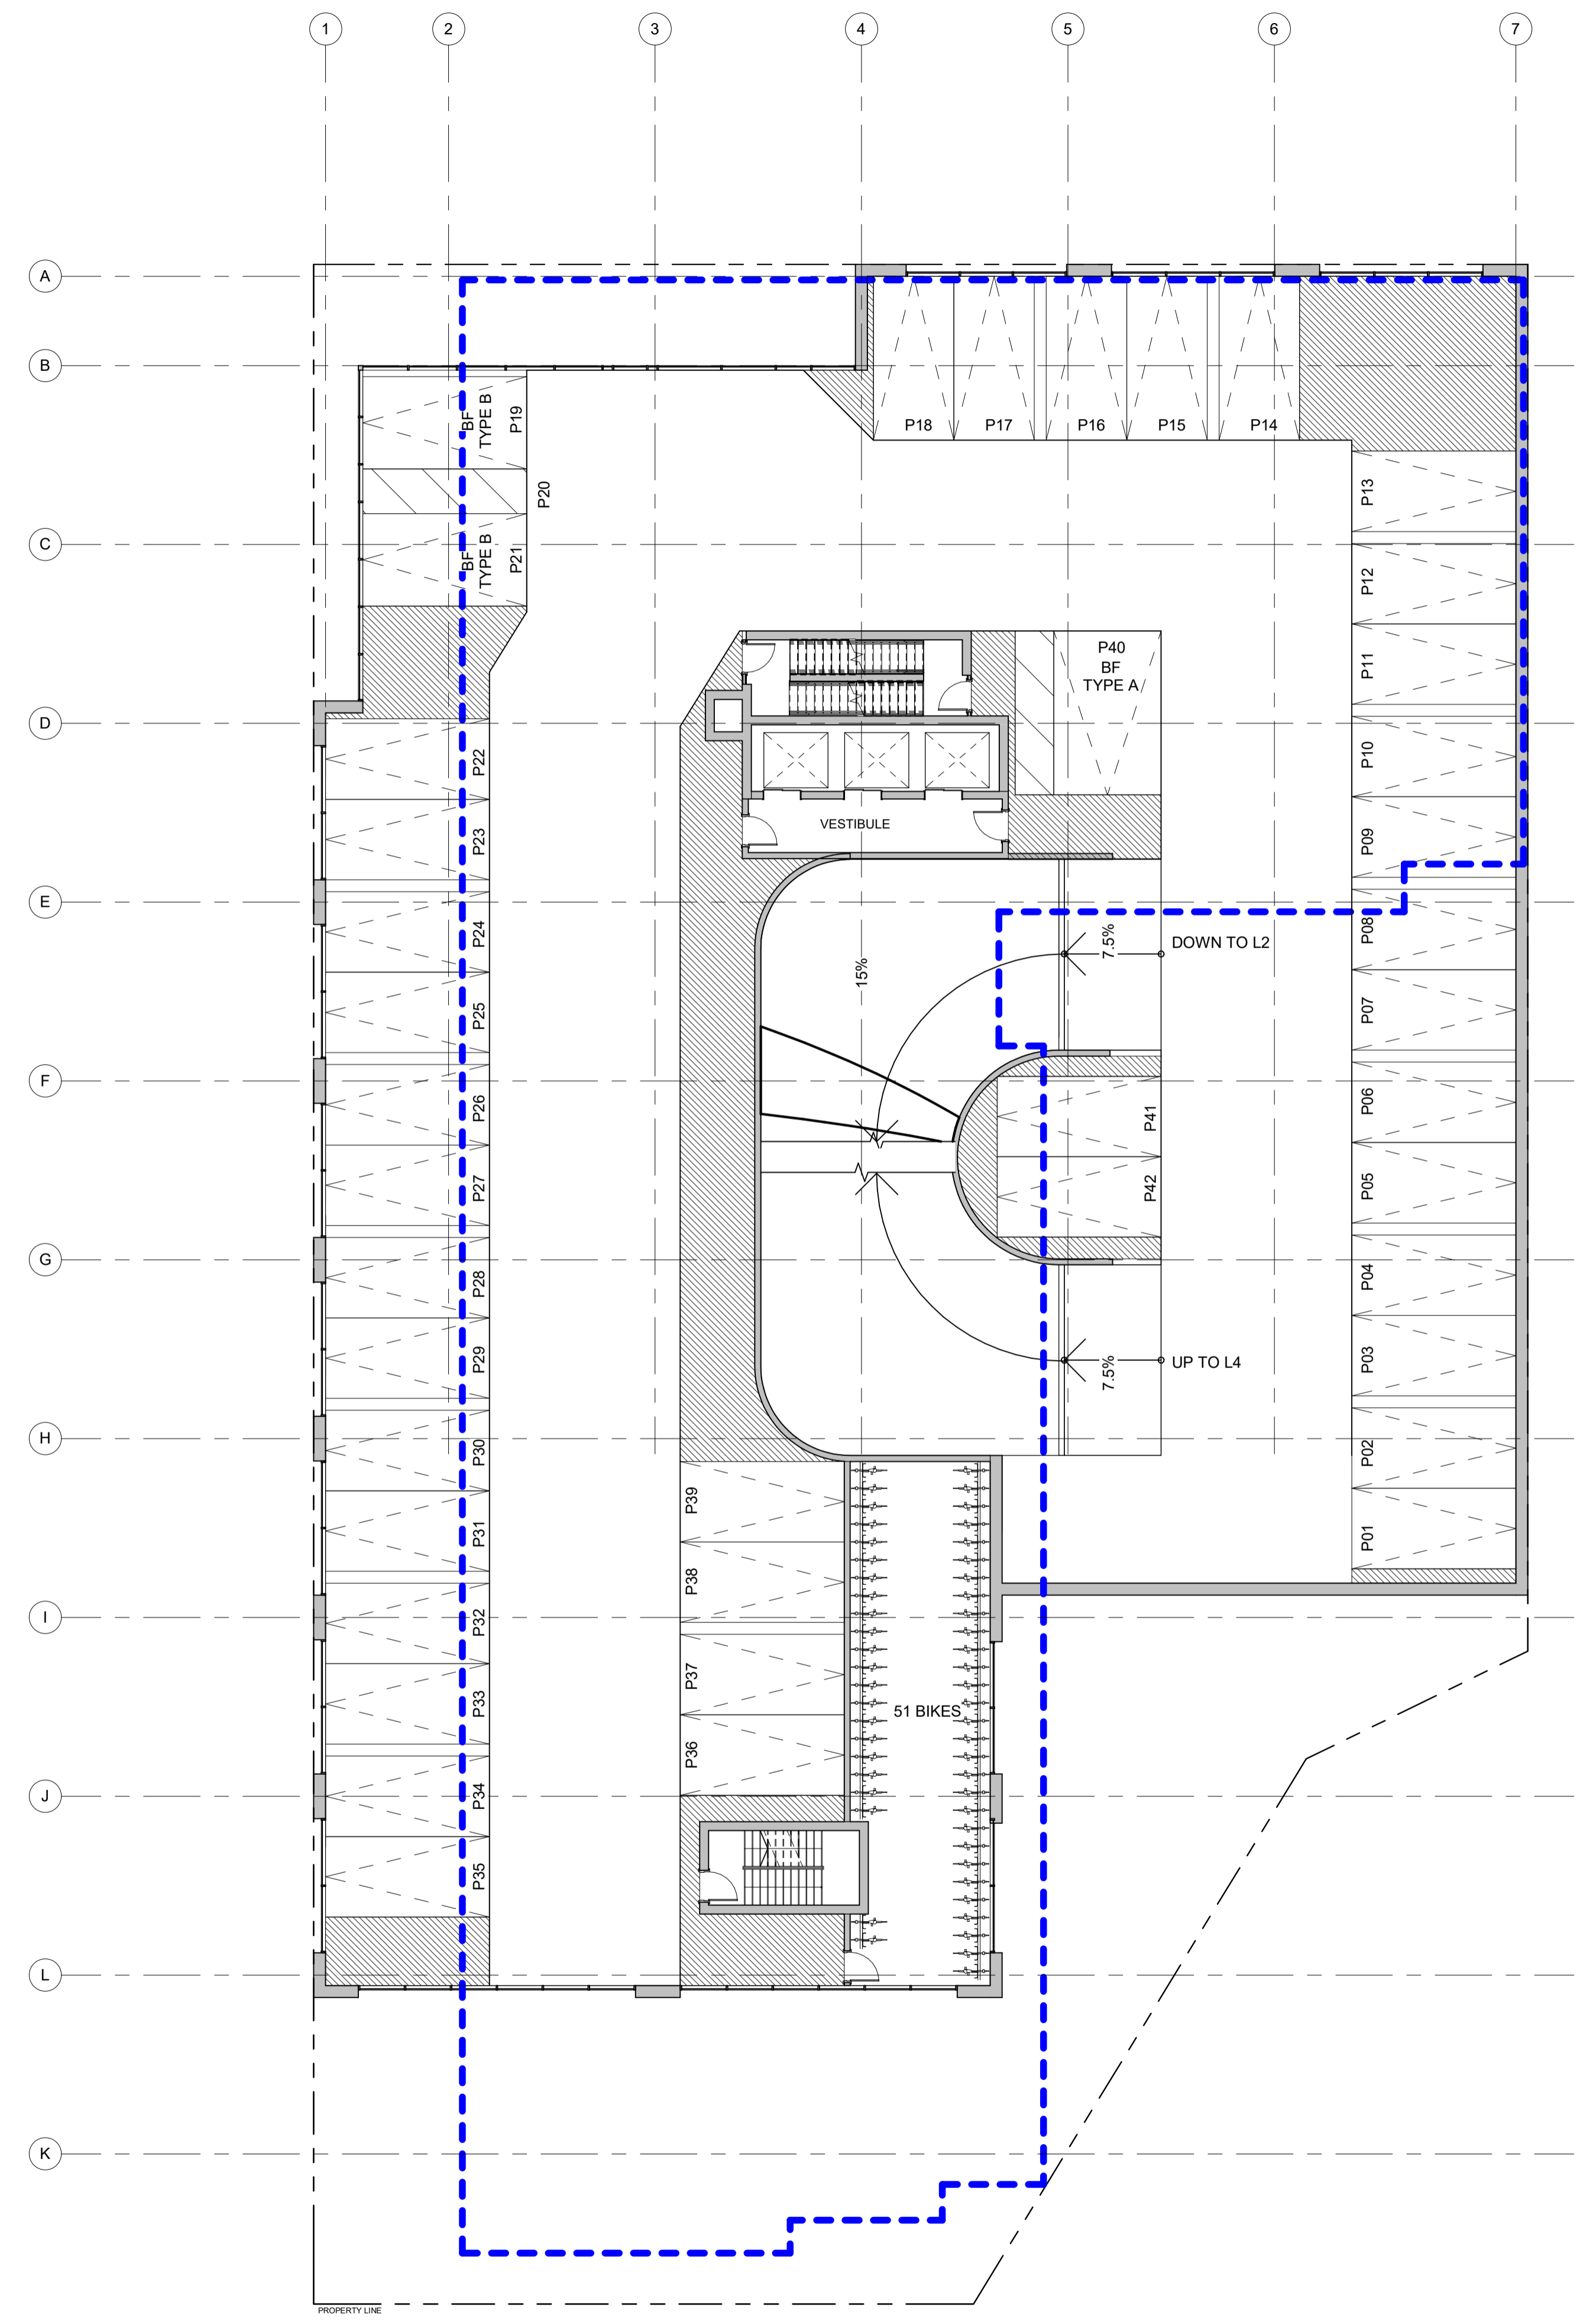 1
2
3
4
5
6
7
A
B
C
D
E
F
G
H
I
J
L
K
P18
P17
P16
P15
P14
BF
TYPE B
P19
P20
BF
TYPE B
P21
P13
P12
P11
P10
P09
P08
P07
P06
P05
P04
P03
P02
P01
P40
BF
TYPE A
VESTIBULE
P22
P23
P24
P25
P26
P27
P28
P29
P30
P31
P32
P33
P34
P35
15%
7.5%
DOWN TO L2
P41
P42
7.5%
UP TO L4
P39
P38
P37
P36
51 BIKES
PROPERTY LINE